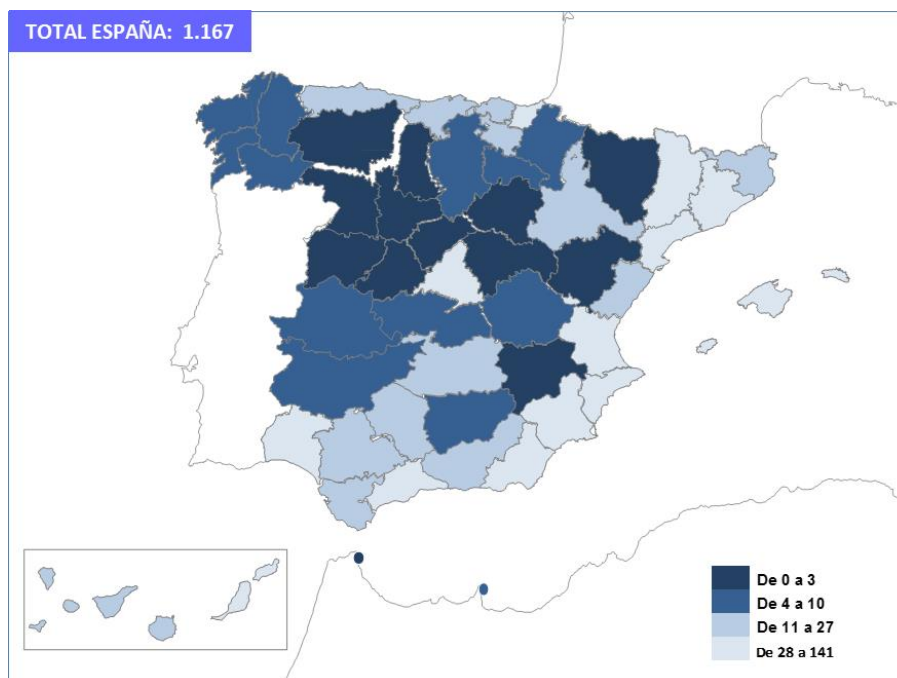 TOTAL ESPAÑA: 1.167
De 0 a 3
De 4 a 10
De 11 a 27
De 28 a 141